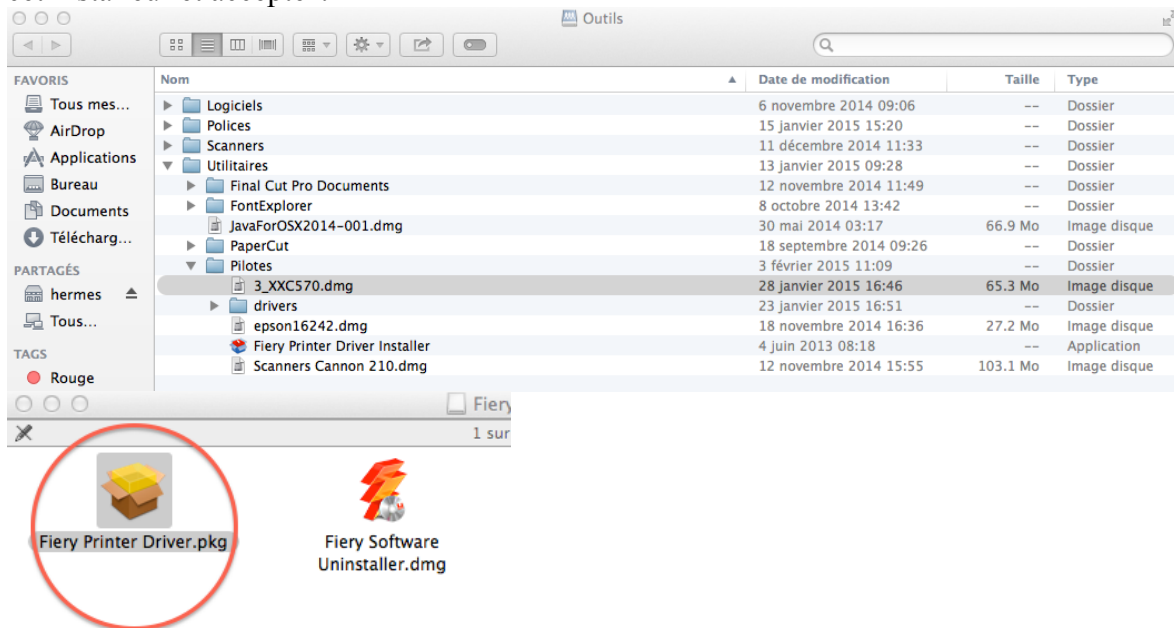 Outils
FAVORIS
Tous mes...
AirDrop
Applications
Bureau
Documents
Télécharg...
PARTAGÉS
hermes
Tous...
TAGS
Rouge
Nom Date de modification Taille Type
Logiciels 6 novembre 2014 09:06 -- Dossier
Polices 15 janvier 2015 15:20 -- Dossier
Scanners 11 décembre 2014 11:33 -- Dossier
Utilitaires 13 janvier 2015 09:28 -- Dossier
Final Cut Pro Documents 12 novembre 2014 11:49 -- Dossier
FontExplorer 8 octobre 2014 13:42 -- Dossier
JavaForOSX2014-001.dmg 30 mai 2014 03:17 66.9 Mo Image disque
PaperCut 18 septembre 2014 09:26 -- Dossier
Pilotes 3 février 2015 11:09 -- Dossier
3_XXC570.dmg 28 janvier 2015 16:46 65.3 Mo Image disque
drivers 23 janvier 2015 16:51 -- Dossier
epson16242.dmg 18 novembre 2014 16:36 27.2 Mo Image disque
Fiery Printer Driver Installer 4 juin 2013 08:18 -- Application
Scanners Cannon 210.dmg 12 novembre 2014 15:55 103.1 Mo Image disque
Fiery
1 sur
Fiery Printer Driver.pkg
Fiery Software
Uninstaller.dmg